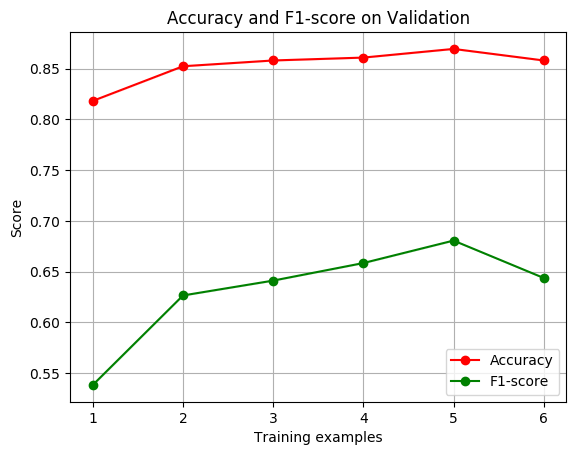 Accuracy and F1-score on Validation
Score
0.85
0.80
0.75
0.70
0.65
0.60
0.55
1 2 3 4 5 6
Training examples
Accuracy
F1-score